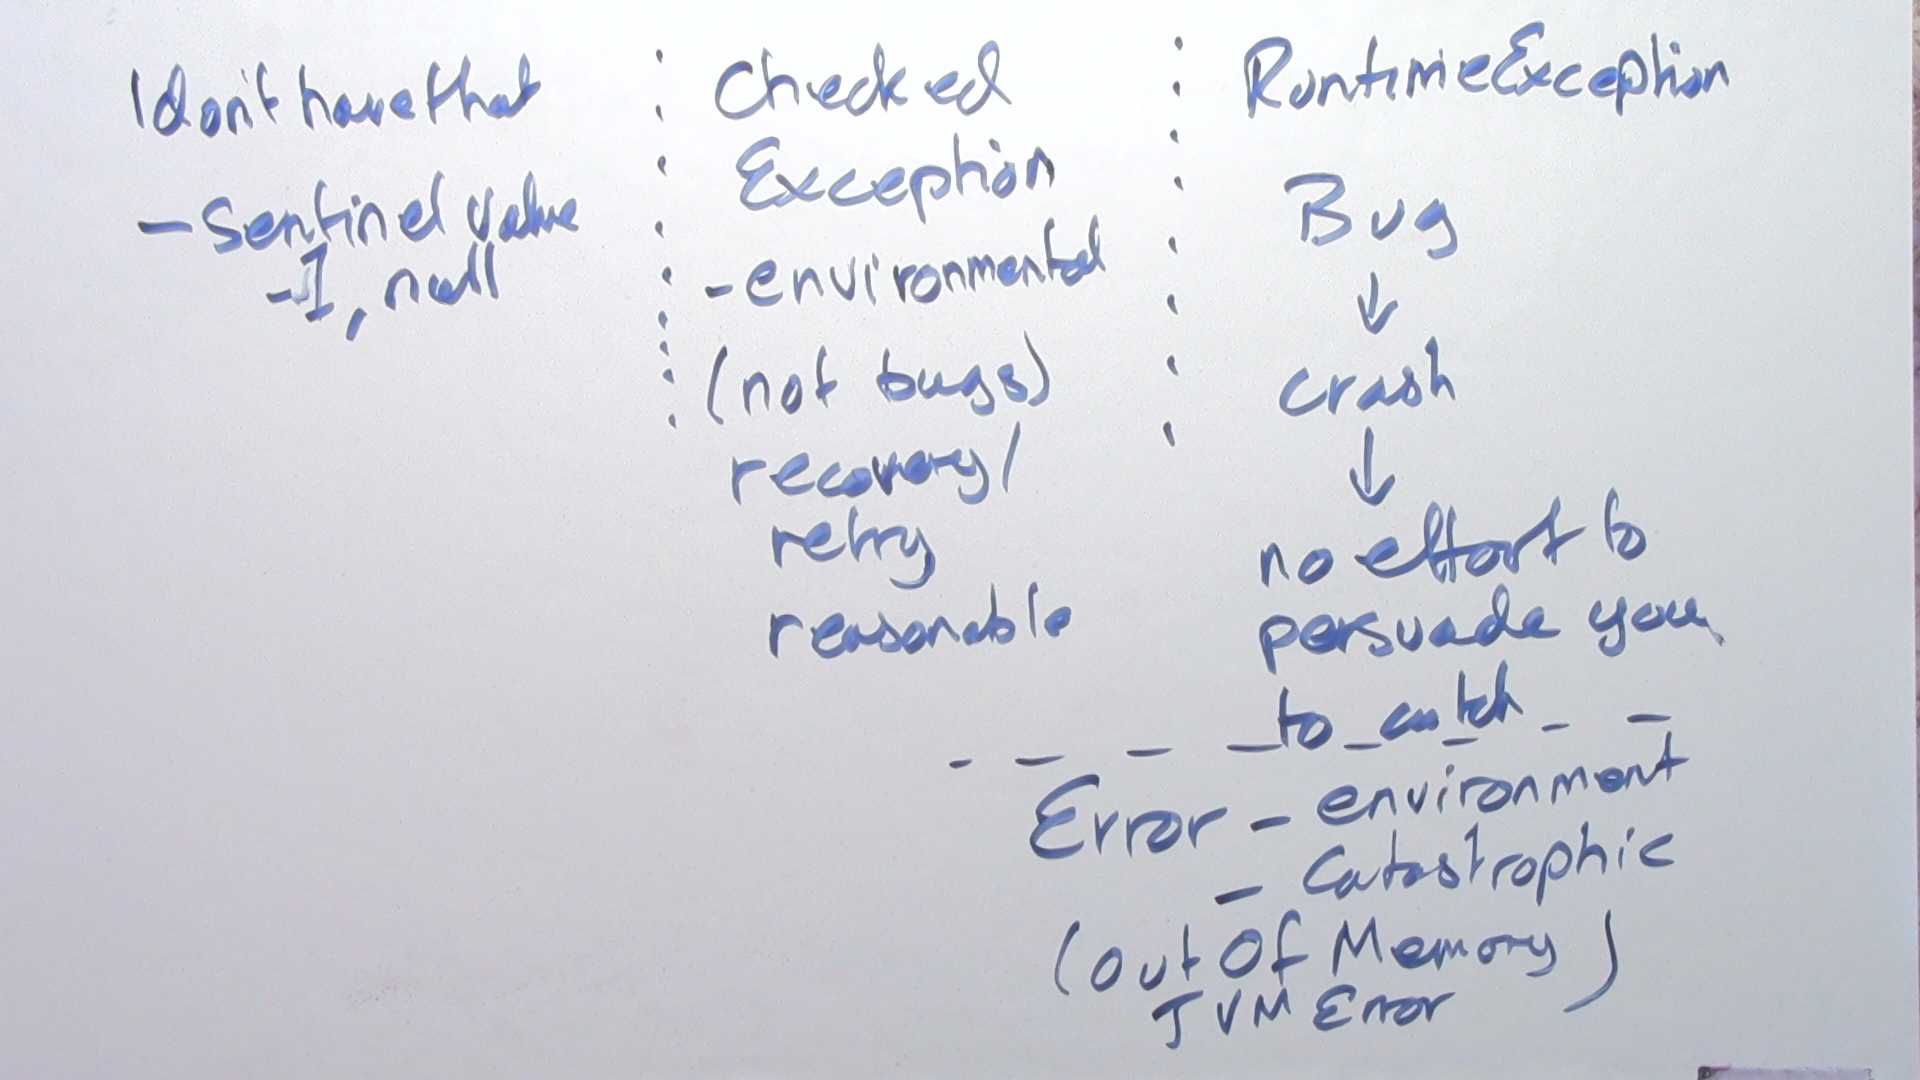 I don't have that
- Sentinel value
-1, null
Checked
Exception
- environmental
(not bugs)
recovery/
retry
reasonable
RuntimeException
Bug
↓
crash
↓
no effort to
persuade you
to catch
Error - environment
- Catastrophic
(Out Of Memory)
JVM Error